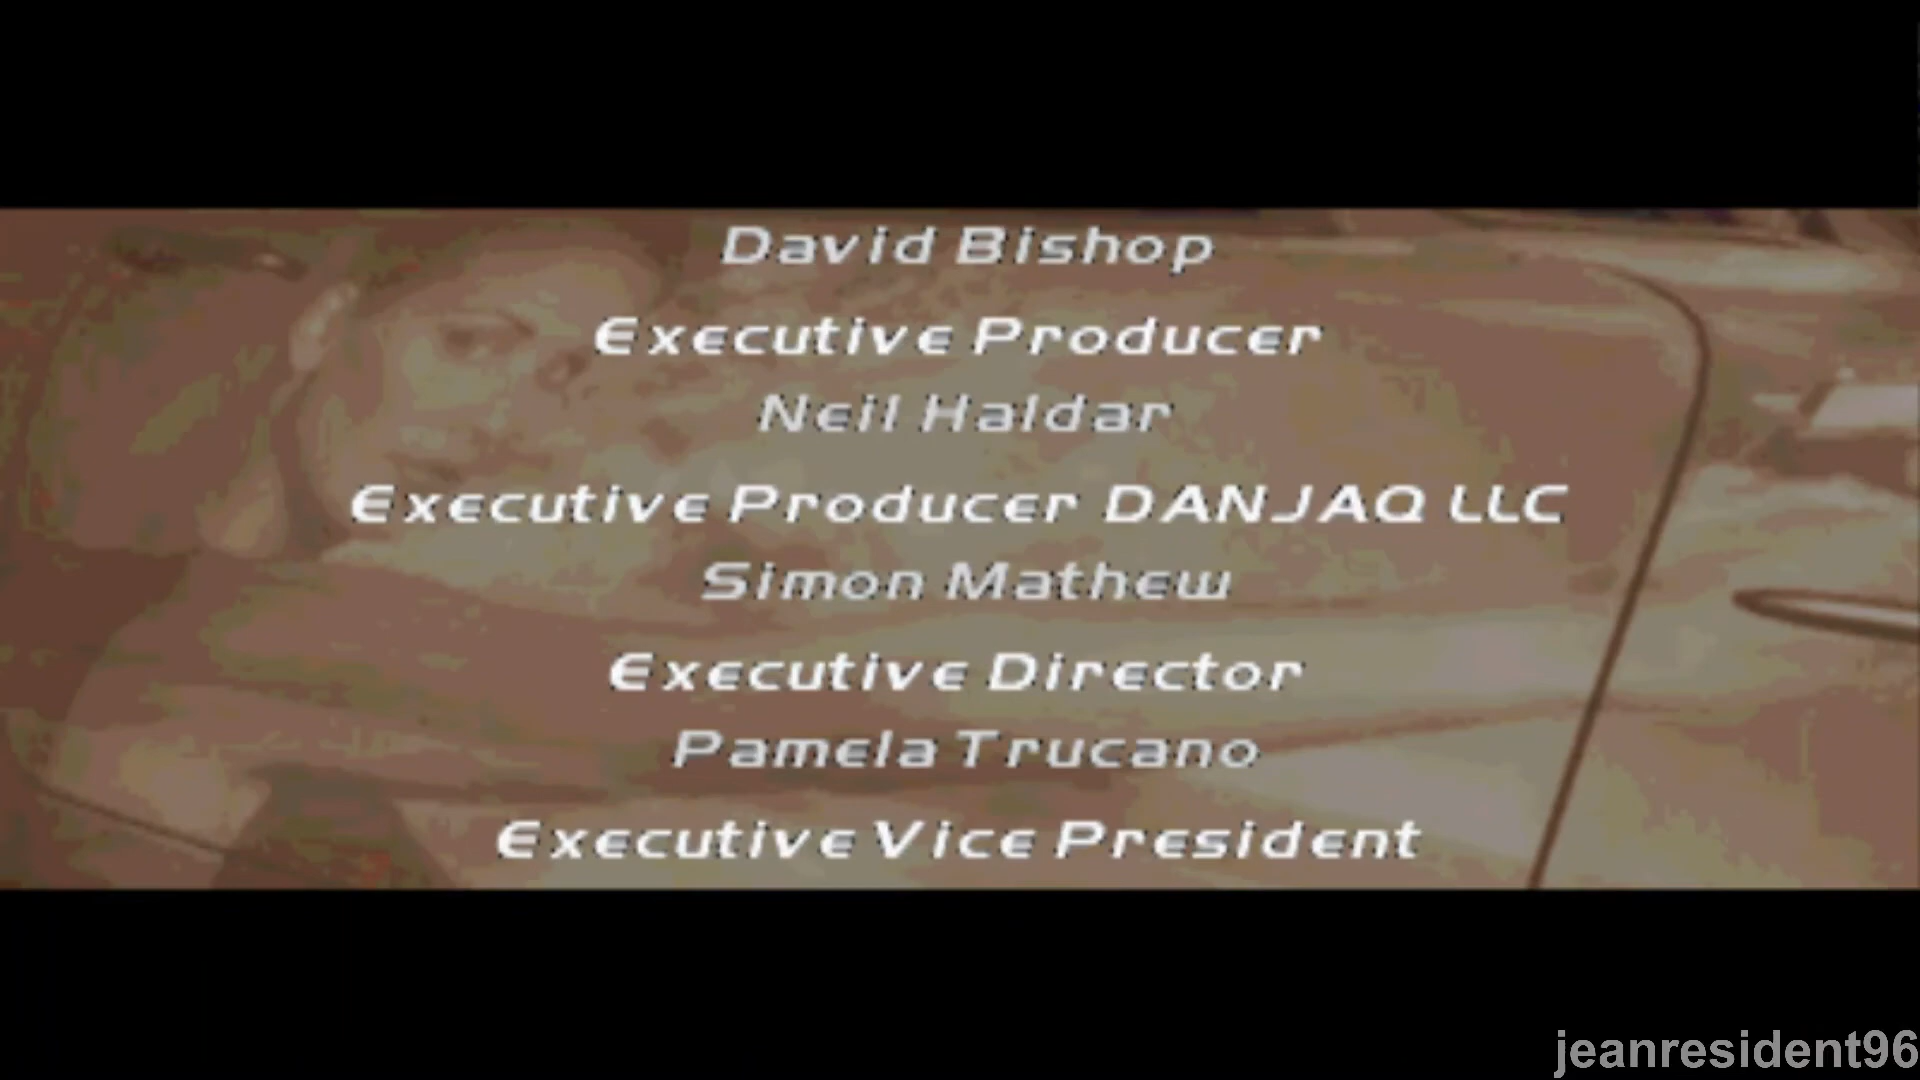 David Bishop
Executive Producer
Neil Haldar
Executive Producer DANJAQ LLC
Simon Mathew
Executive Director
Pamela Trucano
Executive Vice President
jeanresident96